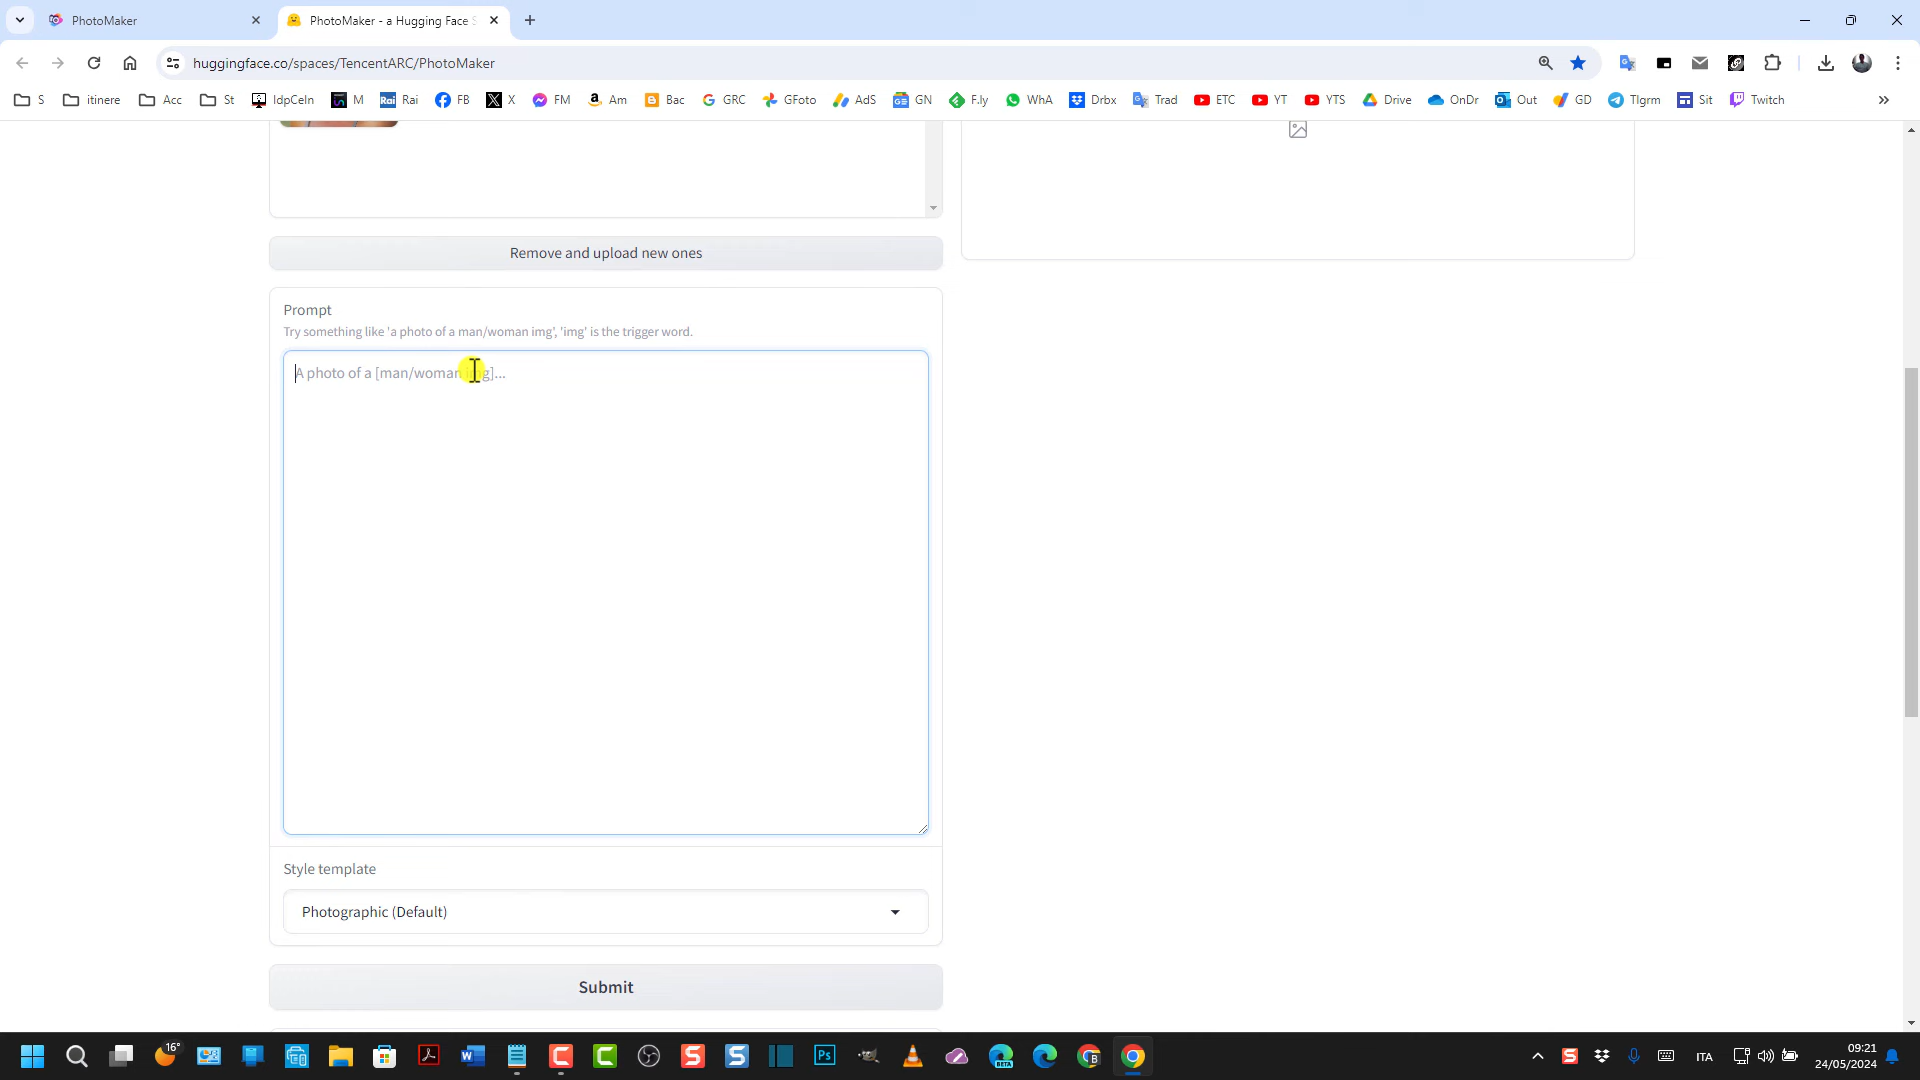 PhotoMaker
PhotoMaker - a Hugging Face S
huggingface.co/spaces/TencentARC/PhotoMaker
S itinere Acc St IdpCeIn M Rai FB X FM Am Bac GRC GFoto AdS GN F.ly WhA Drbx Trad ETC YT YTS Drive OnDr Out GD Tlgrm Sit Twitch
Remove and upload new ones
Prompt
Try something like 'a photo of a man/woman img', 'img' is the trigger word.
A photo of a [man/woman img]...
Style template
Photographic (Default)
Submit
16°
ITA
09:21
24/05/2024